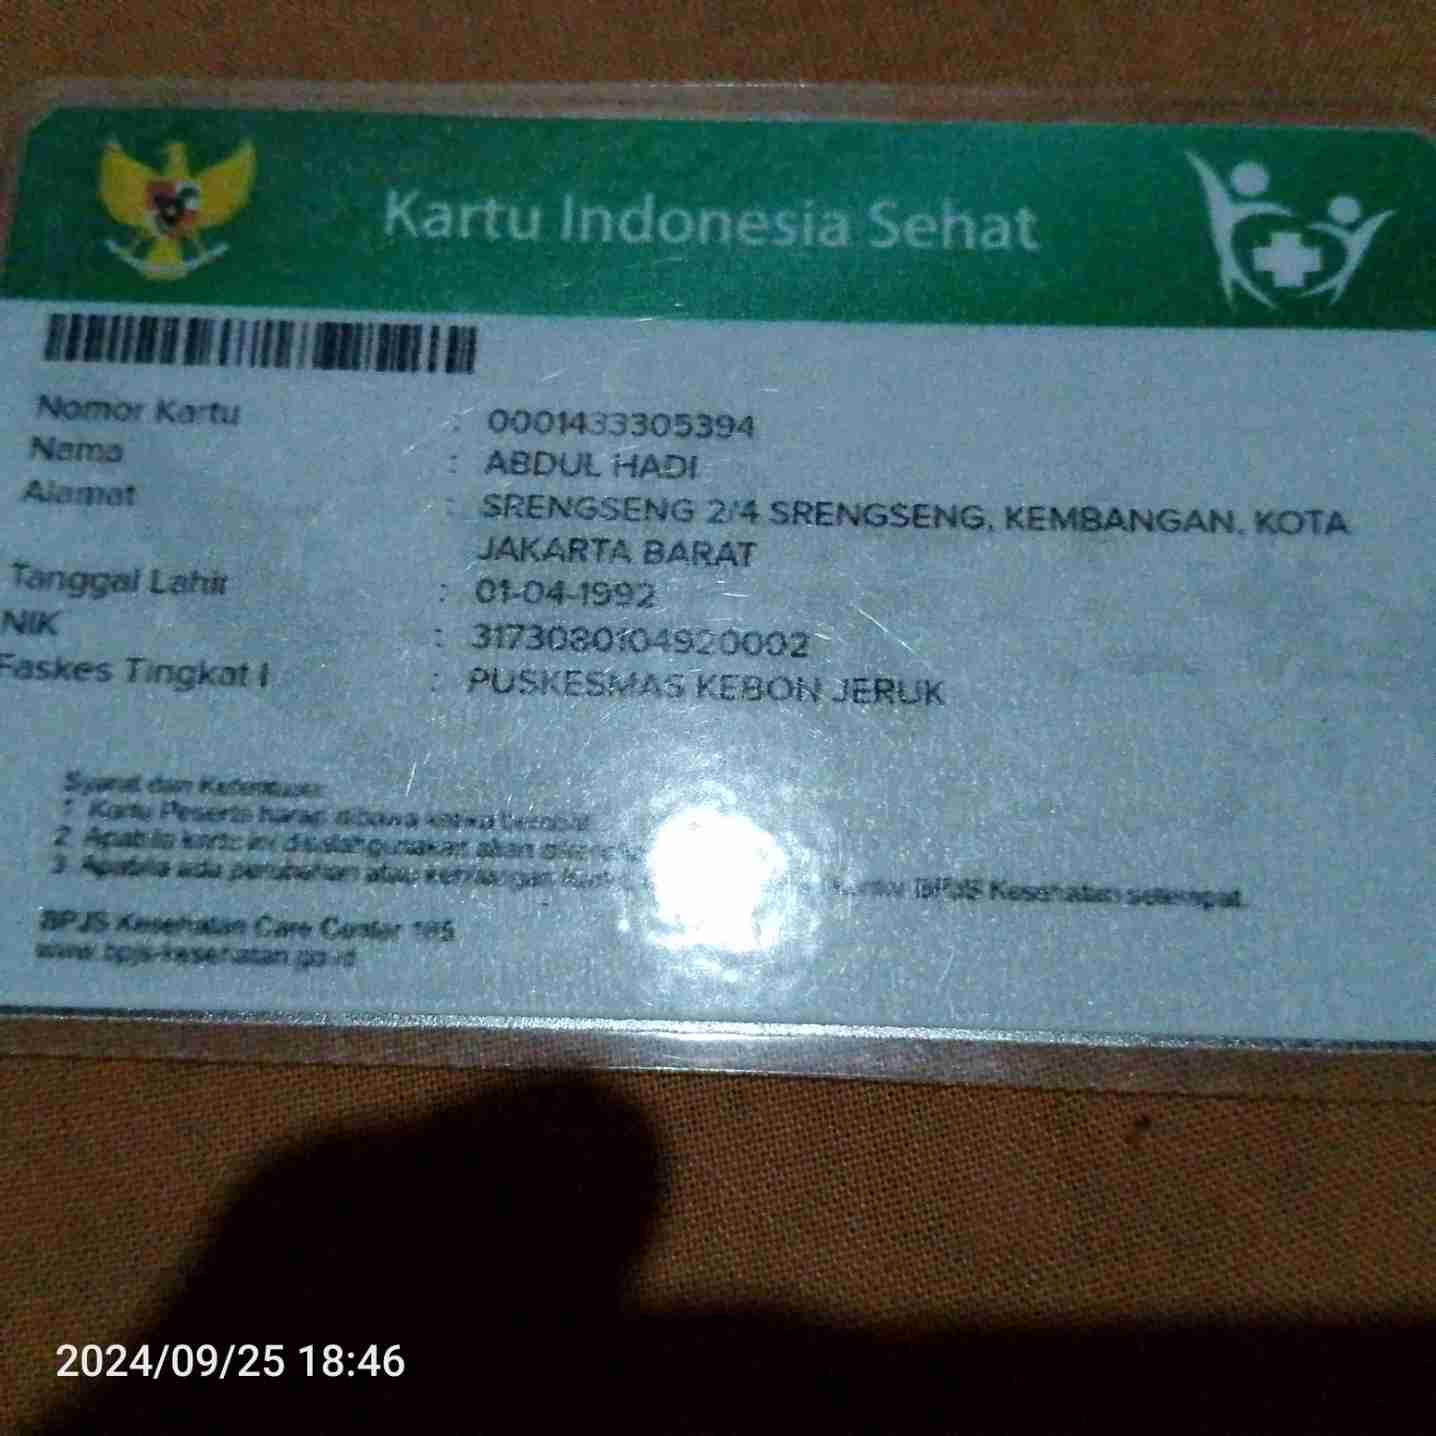 Kartu Indonesia Sehat
Nomor Kartu : 0001433305394
Nama : ABDUL HADI
Alamat : SRENGSENG 2/4 SRENGSENG, KEMBANGAN, KOTA
JAKARTA BARAT
Tanggal Lahir : 01-04-1992
NIK : 3173080104920002
Faskes Tingkat I : PUSKESMAS KEBON JERUK
Syarat dan Ketentuan
1 Kartu Peserta harap dibawa ketika berobat
2 Apabila kartu ini disalahgunakan akan
3 Apabila ada perubahan atau kehilangan BPJS Kesehatan setempat.
BPJS Kesehatan Care Center 165
www.bpjs-kesehatan.go.id
2024/09/25 18:46